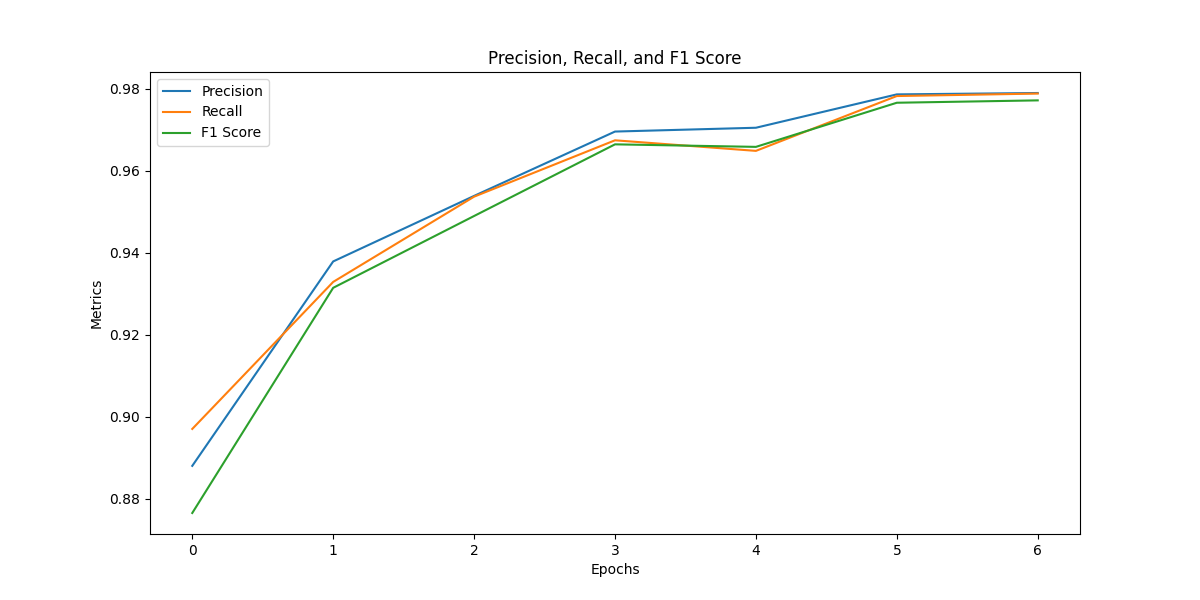 Precision, Recall, and F1 Score
Precision
Recall
F1 Score
0.98
0.96
0.94
0.92
0.90
0.88
Metrics
0 1 2 3 4 5 6
Epochs